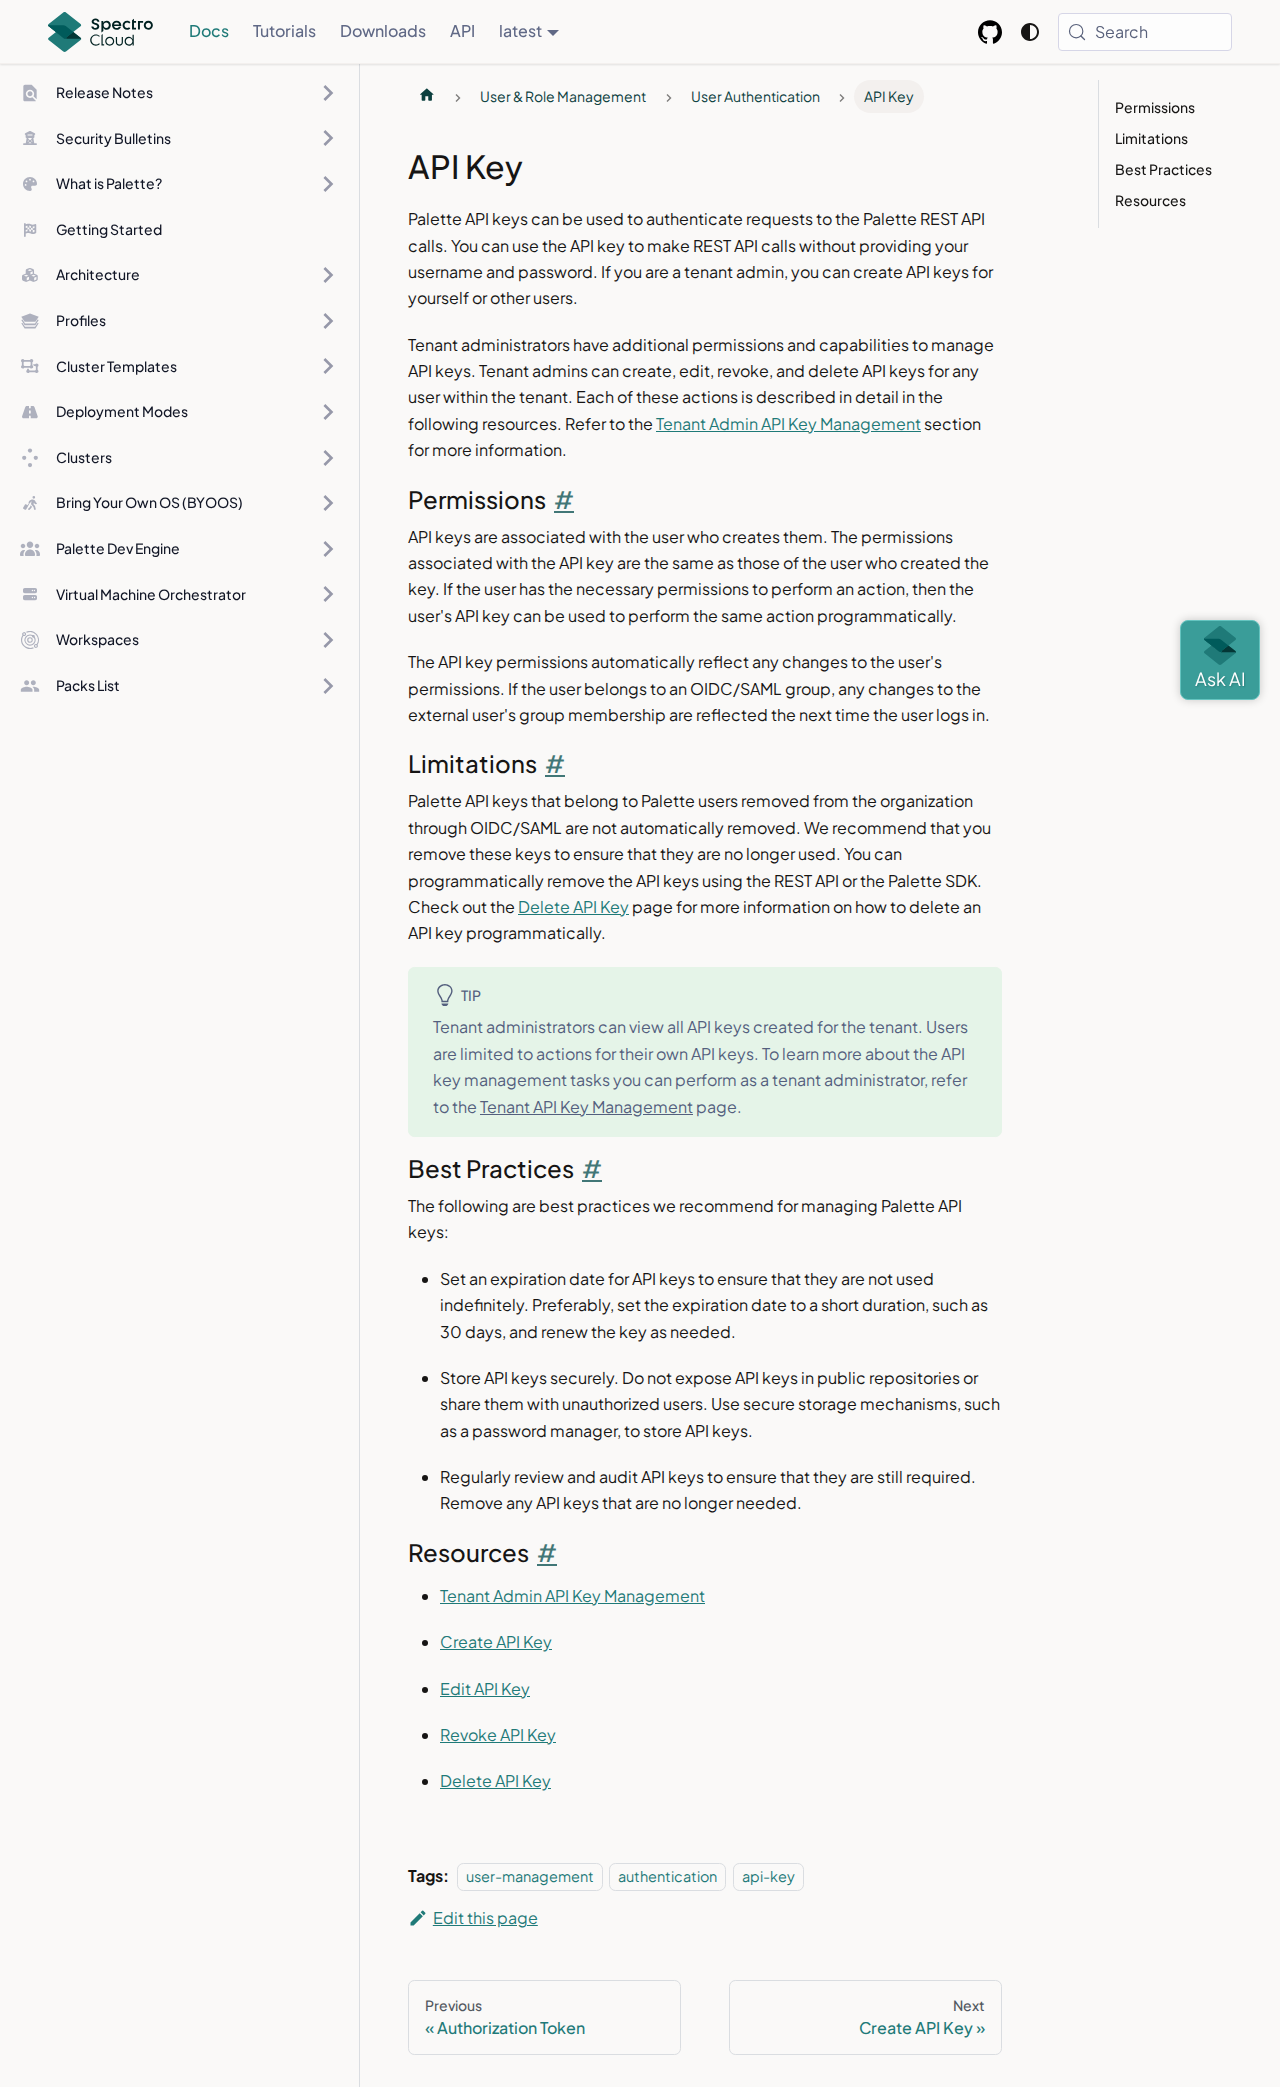 Spectro
Cloud
Docs
Tutorials
Downloads
API
latest
Search
Release Notes
Security Bulletins
What is Palette?
Getting Started
Architecture
Profiles
Cluster Templates
Deployment Modes
Clusters
Bring Your Own OS (BYOOS)
Palette Dev Engine
Virtual Machine Orchestrator
Workspaces
Packs List
User & Role Management
User Authentication
API Key
API Key
Palette API keys can be used to authenticate requests to the Palette REST API
calls. You can use the API key to make REST API calls without providing your
username and password. If you are a tenant admin, you can create API keys for
yourself or other users.
Tenant administrators have additional permissions and capabilities to manage
API keys. Tenant admins can create, edit, revoke, and delete API keys for any
user within the tenant. Each of these actions is described in detail in the
following resources. Refer to the Tenant Admin API Key Management section
for more information.
Permissions #
API keys are associated with the user who creates them. The permissions
associated with the API key are the same as those of the user who created the
key. If the user has the necessary permissions to perform an action, then the
user's API key can be used to perform the same action programmatically.
The API key permissions automatically reflect any changes to the user's
permissions. If the user belongs to an OIDC/SAML group, any changes to the
external user's group membership are reflected the next time the user logs in.
Limitations #
Palette API keys that belong to Palette users removed from the organization
through OIDC/SAML are not automatically removed. We recommend that you
remove these keys to ensure that they are no longer used. You can
programmatically remove the API keys using the REST API or the Palette SDK.
Check out the Delete API Key page for more information on how to delete an
API key programmatically.
TIP
Tenant administrators can view all API keys created for the tenant. Users
are limited to actions for their own API keys. To learn more about the API
key management tasks you can perform as a tenant administrator, refer
to the Tenant API Key Management page.
Best Practices #
The following are best practices we recommend for managing Palette API
keys:
Set an expiration date for API keys to ensure that they are not used
indefinitely. Preferably, set the expiration date to a short duration, such as
30 days, and renew the key as needed.
Store API keys securely. Do not expose API keys in public repositories or
share them with unauthorized users. Use secure storage mechanisms, such
as a password manager, to store API keys.
Regularly review and audit API keys to ensure that they are still required.
Remove any API keys that are no longer needed.
Resources #
Tenant Admin API Key Management
Create API Key
Edit API Key
Revoke API Key
Delete API Key
Tags: user-management authentication api-key
Edit this page
Previous
« Authorization Token
Next
Create API Key »
Permissions
Limitations
Best Practices
Resources
Ask AI